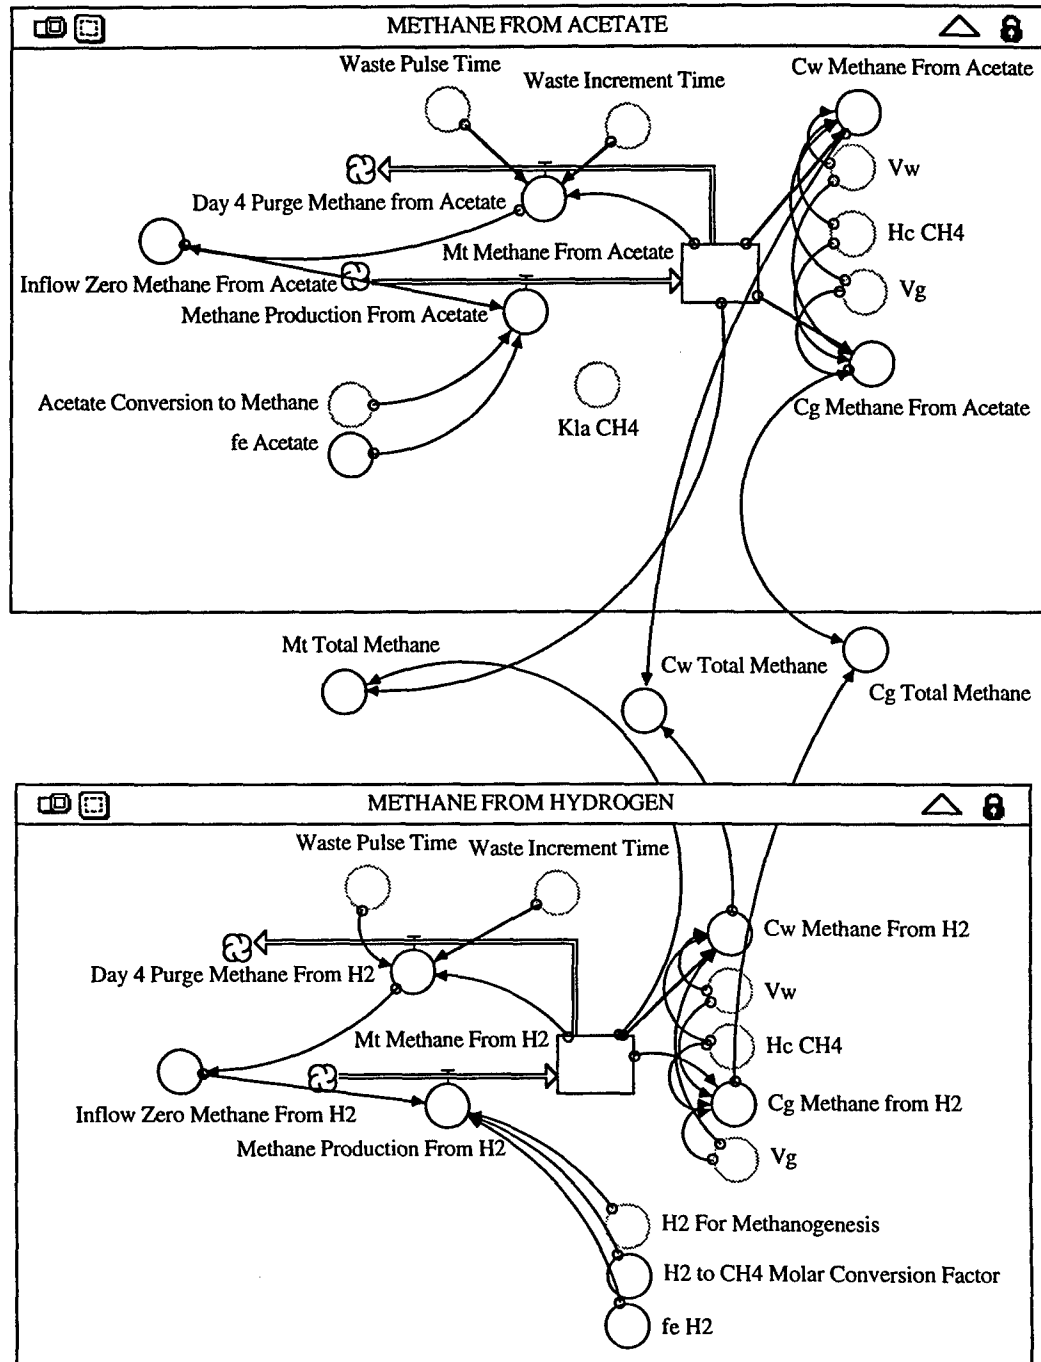 METHANE FROM ACETATE
Waste Pulse Time
Waste Increment Time
Cw Methane From Acetate
Vw
Day 4 Purge Methane from Acetate
Hc CH4
Mt Methane From Acetate
Inflow Zero Methane From Acetate
Vg
Methane Production From Acetate
Acetate Conversion to Methane
Kla CH4
Cg Methane From Acetate
fe Acetate
Mt Total Methane
Cw Total Methane
Cg Total Methane
METHANE FROM HYDROGEN
Waste Pulse Time
Waste Increment Time
Cw Methane From H2
Day 4 Purge Methane From H2
Vw
Mt Methane From H2
Hc CH4
Inflow Zero Methane From H2
Cg Methane from H2
Methane Production From H2
Vg
H2 For Methanogenesis
H2 to CH4 Molar Conversion Factor
fe H2